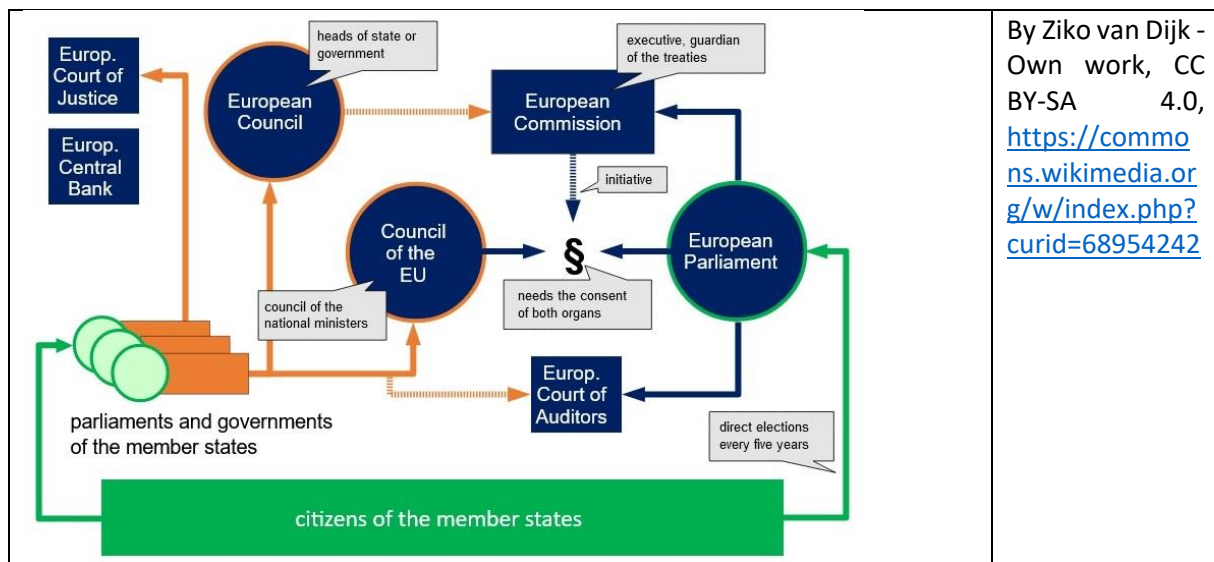 heads of state or
government
executive, guardian
of the treaties
Europ.
Court of
Justice
European
Council
European
Commission
Europ.
Central
Bank
initiative
Council
of the
EU
§
European
Parliament
council of the
national ministers
needs the consent
of both organs
Europ.
Court of
Auditors
parliaments and governments
of the member states
direct elections
every five years
citizens of the member states
By Ziko van Dijk -
Own work, CC
BY-SA 4.0,
https://commo
ns.wikimedia.or
g/w/index.php?
curid=68954242